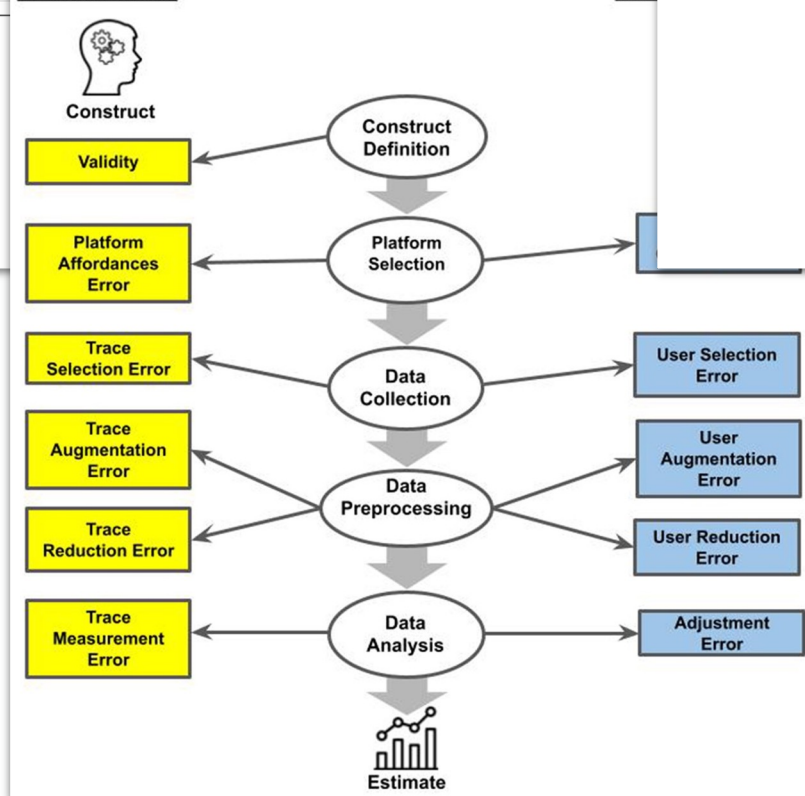 Construct
Construct
Definition
Validity
Platform
Selection
Platform
Affordances
Error
Data
Collection
Trace
Selection Error
User Selection
Error
Data
Preprocessing
Trace
Augmentation
Error
Trace
Reduction Error
User
Augmentation
Error
User Reduction
Error
Data
Analysis
Trace
Measurement
Error
Adjustment
Error
Estimate